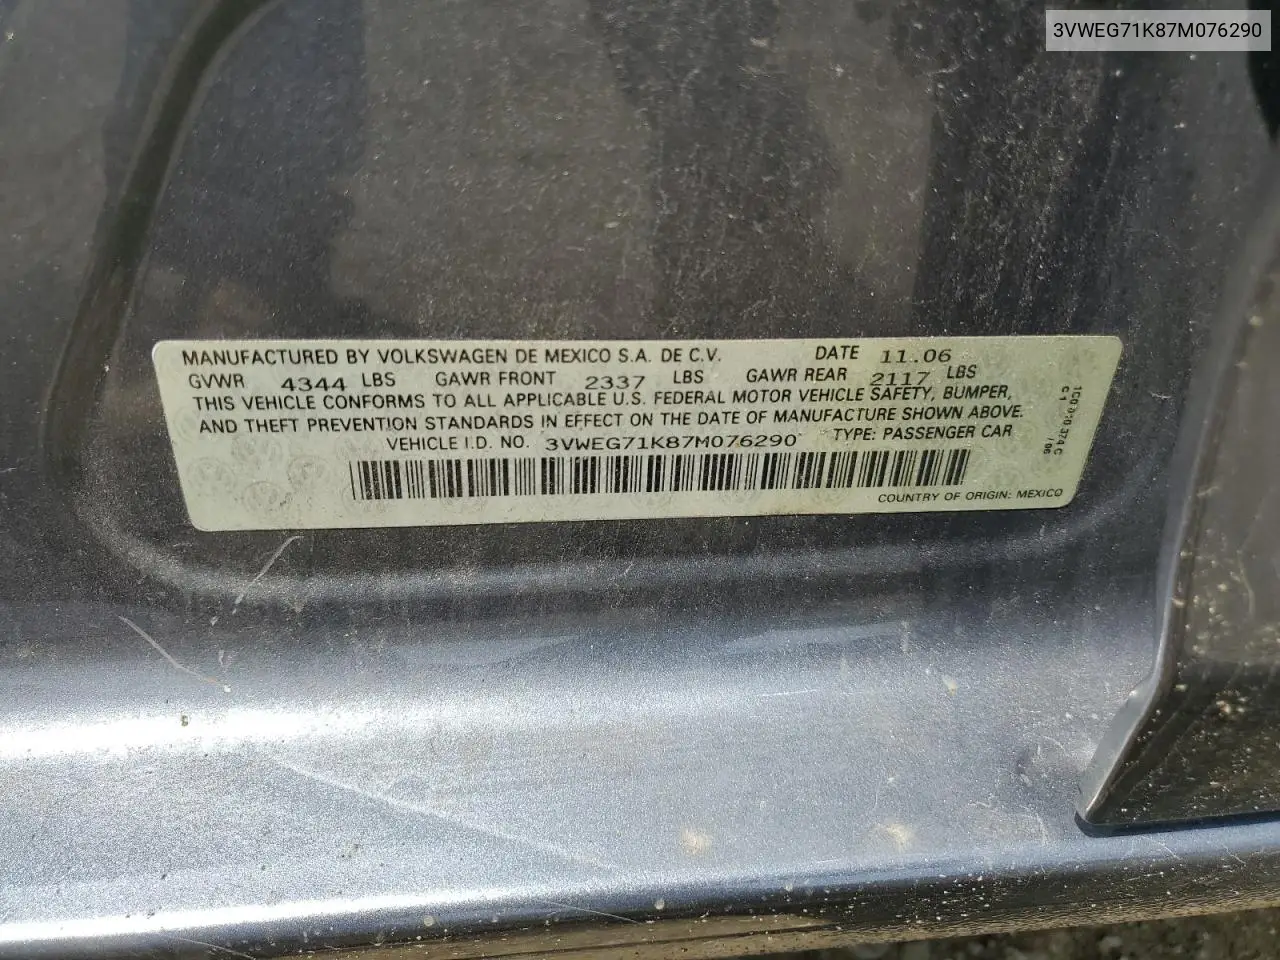 3VWEG71K87M076290
MANUFACTURED BY VOLKSWAGEN DE MEXICO S.A. DE C.V. DATE 11.06
GVWR 4344 LBS GAWR FRONT 2337 LBS GAWR REAR 2117 LBS
THIS VEHICLE CONFORMS TO ALL APPLICABLE U.S. FEDERAL MOTOR VEHICLE SAFETY, BUMPER,
AND THEFT PREVENTION STANDARDS IN EFFECT ON THE DATE OF MANUFACTURE SHOWN ABOVE.
VEHICLE I.D. NO. 3VWEG71K87M076290 TYPE: PASSENGER CAR
COUNTRY OF ORIGIN: MEXICO